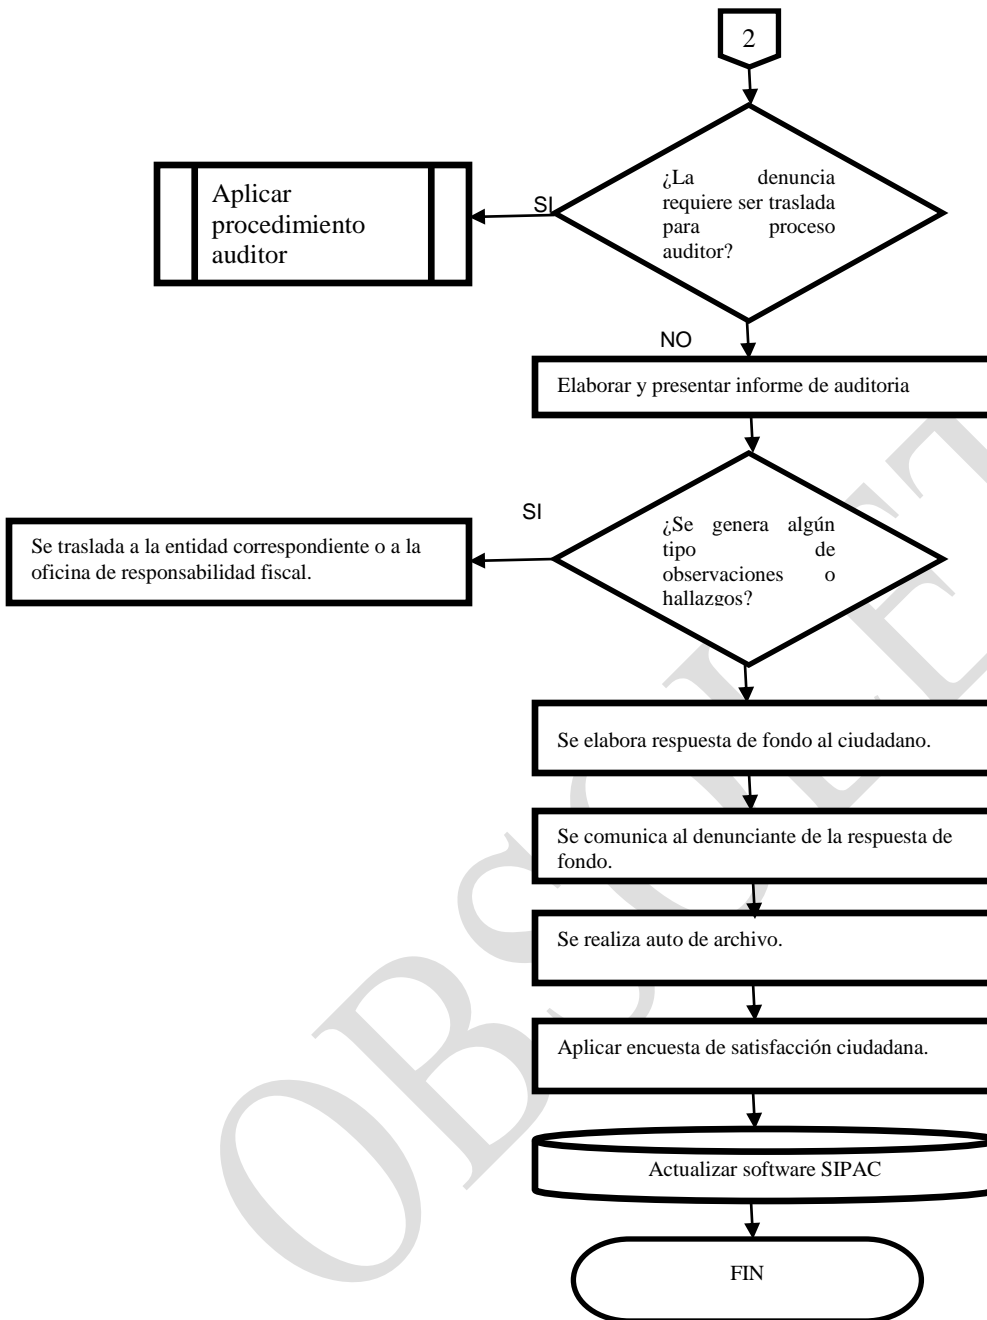 2
¿La denuncia
requiere ser traslada
para proceso
auditor?
SI
Aplicar
procedimiento
auditor
NO
Elaborar y presentar informe de auditoria
¿Se genera algún
tipo de
observaciones o
hallazgos?
SI
Se traslada a la entidad correspondiente o a la
oficina de responsabilidad fiscal.
Se elabora respuesta de fondo al ciudadano.
Se comunica al denunciante de la respuesta de
fondo.
Se realiza auto de archivo.
Aplicar encuesta de satisfacción ciudadana.
Actualizar software SIPAC
FIN
OBSOLET